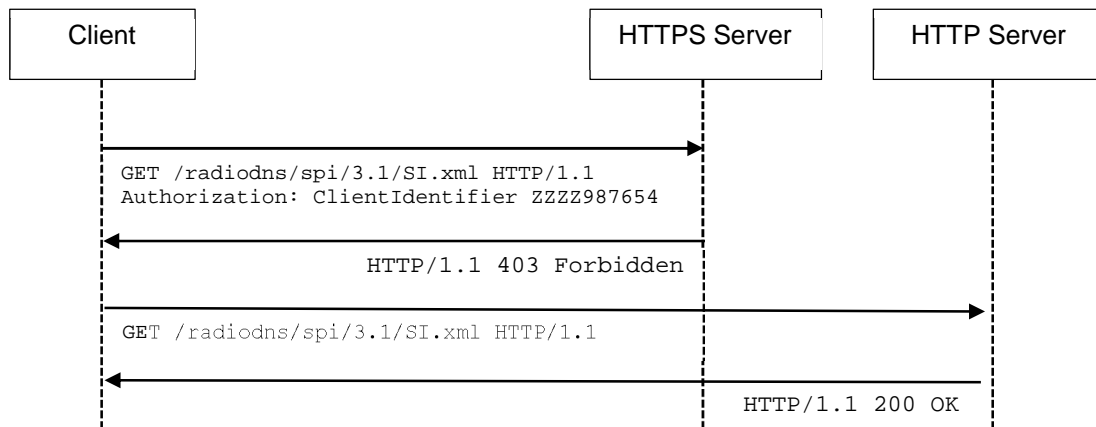 Client
HTTPS Server
HTTP Server
GET /radiodns/spi/3.1/SI.xml HTTP/1.1
Authorization: ClientIdentifier ZZZZ987654
HTTP/1.1 403 Forbidden
GET /radiodns/spi/3.1/SI.xml HTTP/1.1
HTTP/1.1 200 OK